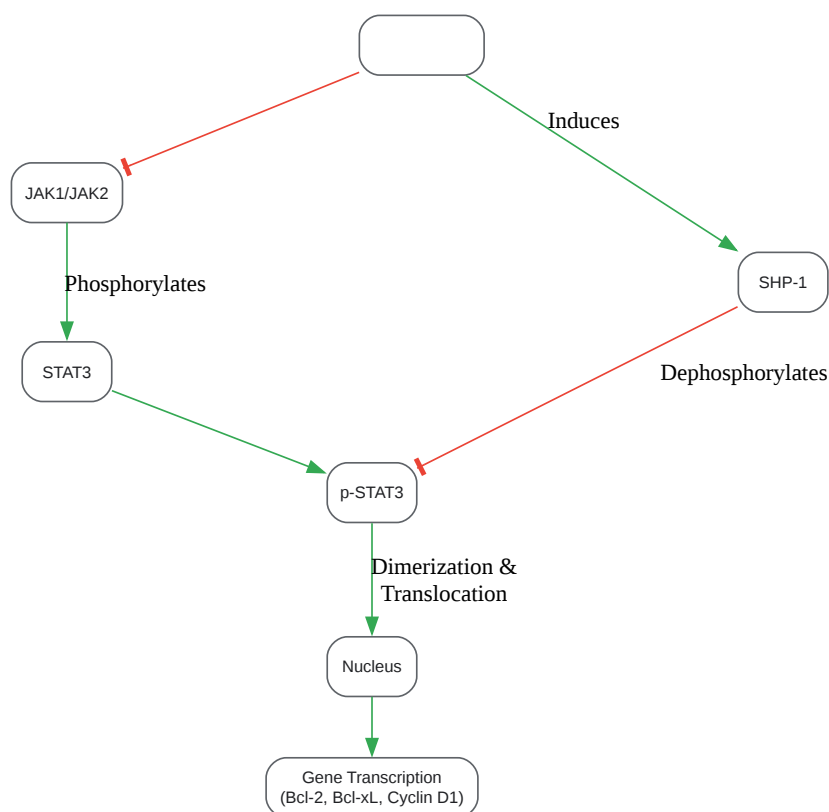 Induces
JAK1/JAK2
SHP-1
Phosphorylates
STAT3
Dephosphorylates
p-STAT3
Dimerization &
Translocation
Nucleus
Gene Transcription
(Bcl-2, Bcl-xL, Cyclin D1)